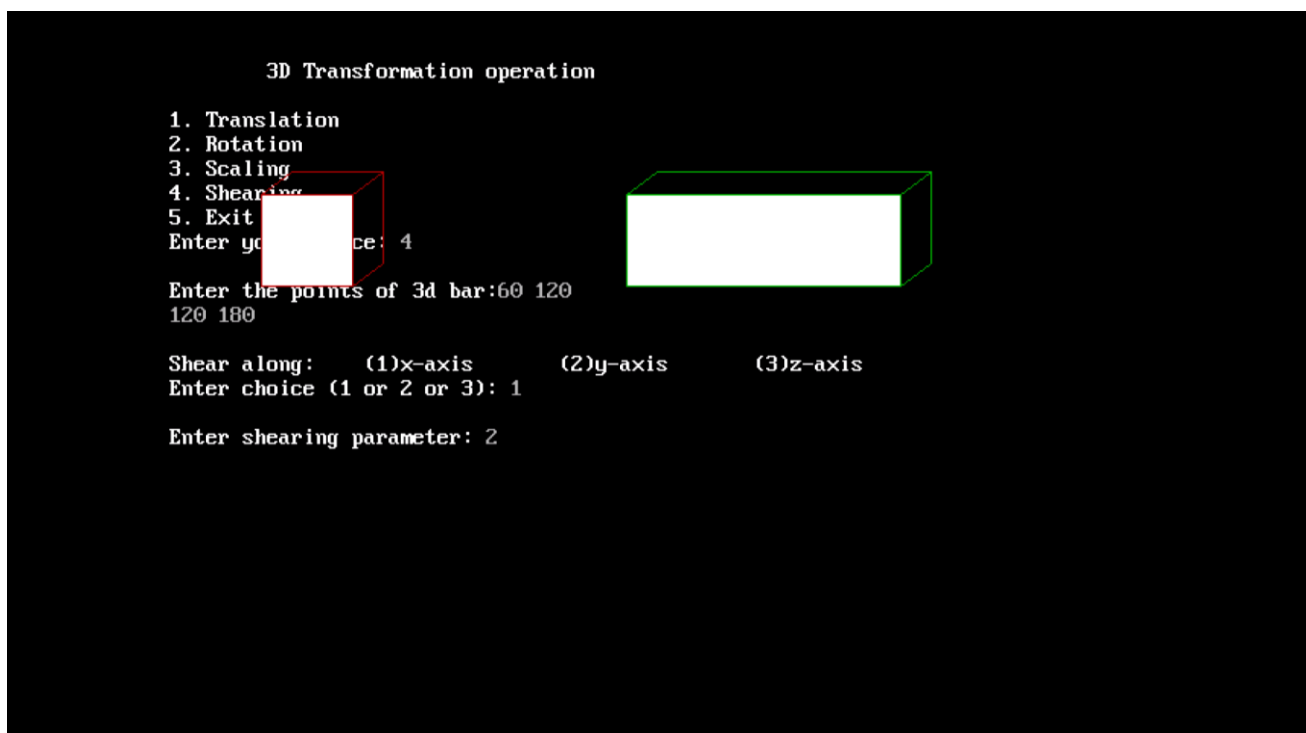 3D Transformation operation
1. Translation
2. Rotation
3. Scaling
4. Shearing
5. Exit
Enter yo ce: 4
Enter the points of 3d bar:60 120
120 180
Shear along: (1)x-axis (2)y-axis (3)z-axis
Enter choice (1 or 2 or 3): 1
Enter shearing parameter: 2